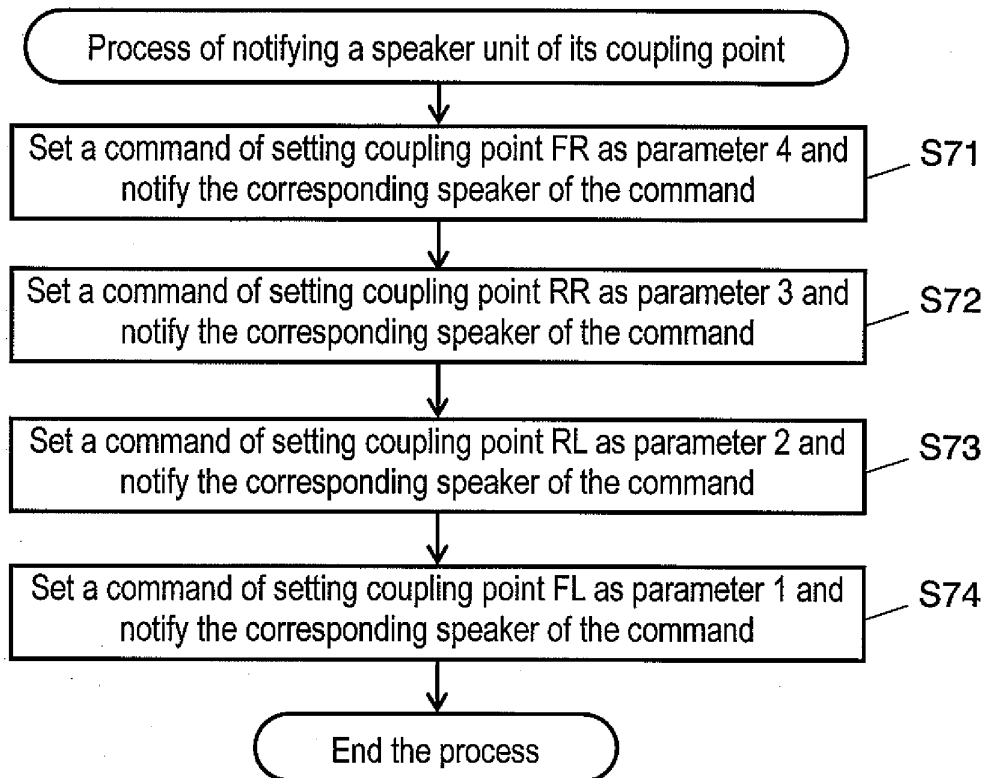 Process of notifying a speaker unit of its coupling point
Set a command of setting coupling point FR as parameter 4 and
notify the corresponding speaker of the command
S71
Set a command of setting coupling point RR as parameter 3 and
notify the corresponding speaker of the command
S72
Set a command of setting coupling point RL as parameter 2 and
notify the corresponding speaker of the command
S73
Set a command of setting coupling point FL as parameter 1 and
notify the corresponding speaker of the command
S74
End the process